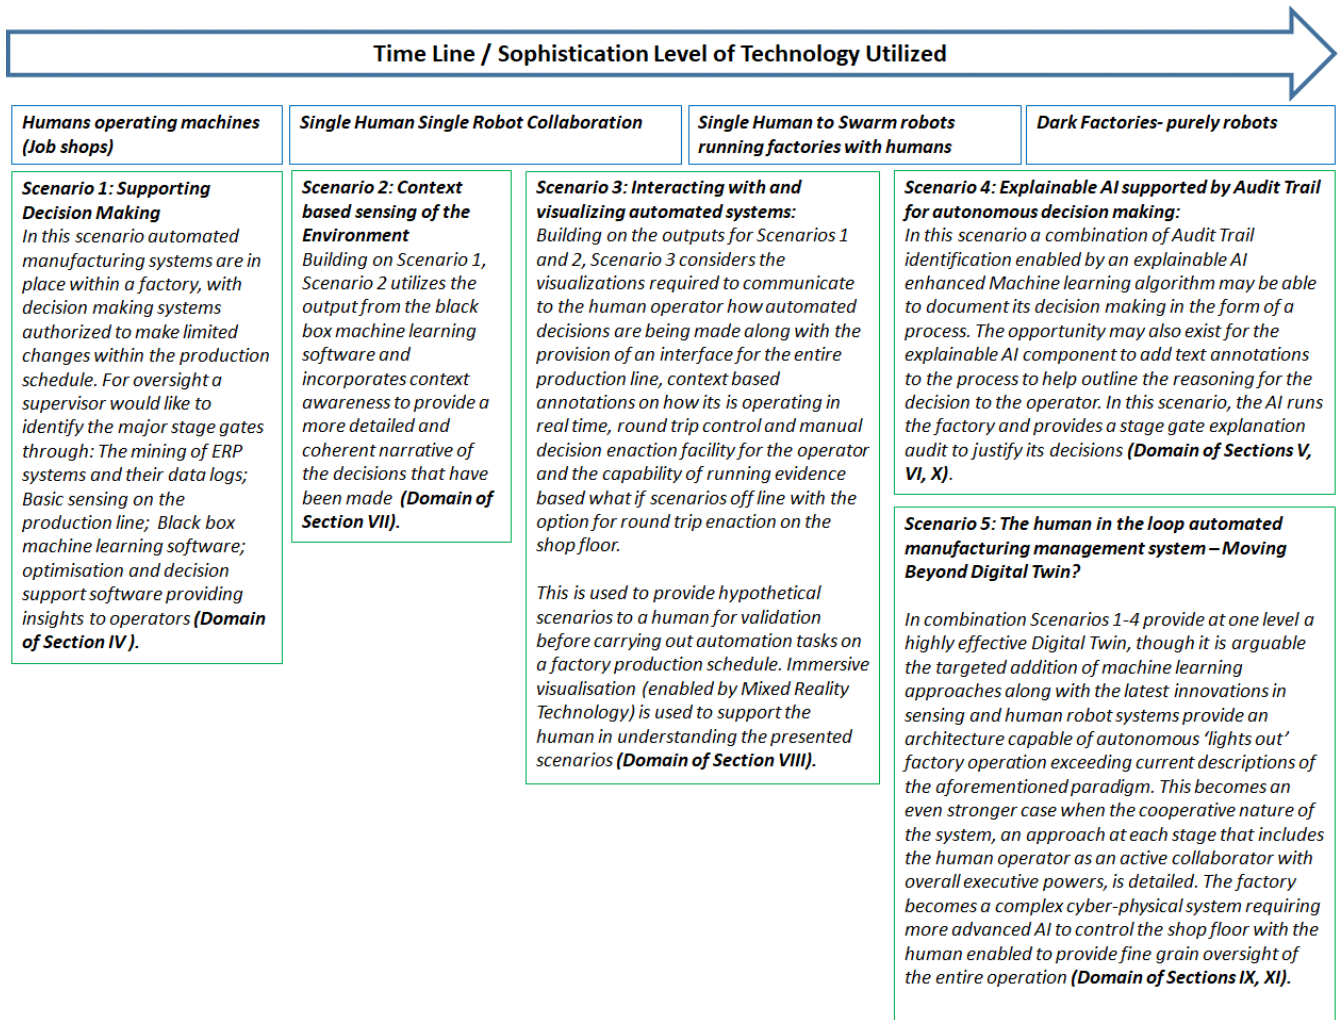 Time Line / Sophistication Level of Technology Utilized
Humans operating machines
(Job shops)
Single Human Single Robot Collaboration
Single Human to Swarm robots
running factories with humans
Dark Factories- purely robots
Scenario 1: Supporting
Decision Making
In this scenario automated
manufacturing systems are in
place within a factory, with
decision making systems
authorized to make limited
changes within the production
schedule. For oversight a
supervisor would like to
identify the major stage gates
through: The mining of ERP
systems and their data logs;
Basic sensing on the
production line; Black box
machine learning software;
optimisation and decision
support software providing
insights to operators (Domain
of Section IV ).
Scenario 2: Context
based sensing of the
Environment
Building on Scenario 1,
Scenario 2 utilizes the
output from the black
box machine learning
software and
incorporates context
awareness to provide a
more detailed and
coherent narrative of
the decisions that have
been made (Domain of
Section VII).
Scenario 3: Interacting with and
visualizing automated systems:
Building on the outputs for Scenarios 1
and 2, Scenario 3 considers the
visualizations required to communicate
to the human operator how automated
decisions are being made along with the
provision of an interface for the entire
production line, context based
annotations on how its is operating in
real time, round trip control and manual
decision enaction facility for the operator
and the capability of running evidence
based what if scenarios off line with the
option for round trip enaction on the
shop floor.
This is used to provide hypothetical
scenarios to a human for validation
before carrying out automation tasks on
a factory production schedule. Immersive
visualisation (enabled by Mixed Reality
Technology) is used to support the
human in understanding the presented
scenarios (Domain of Section VIII).
Scenario 4: Explainable AI supported by Audit Trail
for autonomous decision making:
In this scenario a combination of Audit Trail
identification enabled by an explainable AI
enhanced Machine learning algorithm may be able
to document its decision making in the form of a
process. The opportunity may also exist for the
explainable AI component to add text annotations
to the process to help outline the reasoning for the
decision to the operator. In this scenario, the AI runs
the factory and provides a stage gate explanation
audit to justify its decisions (Domain of Sections V,
VI, X).
Scenario 5: The human in the loop automated
manufacturing management system – Moving
Beyond Digital Twin?
In combination Scenarios 1-4 provide at one level a
highly effective Digital Twin, though it is arguable
the targeted addition of machine learning
approaches along with the latest innovations in
sensing and human robot systems provide an
architecture capable of autonomous ‘lights out’
factory operation exceeding current descriptions of
the aforementioned paradigm. This becomes an
even stronger case when the cooperative nature of
the system, an approach at each stage that includes
the human operator as an active collaborator with
overall executive powers, is detailed. The factory
becomes a complex cyber-physical system requiring
more advanced AI to control the shop floor with the
human enabled to provide fine grain oversight of
the entire operation (Domain of Sections IX, XI).